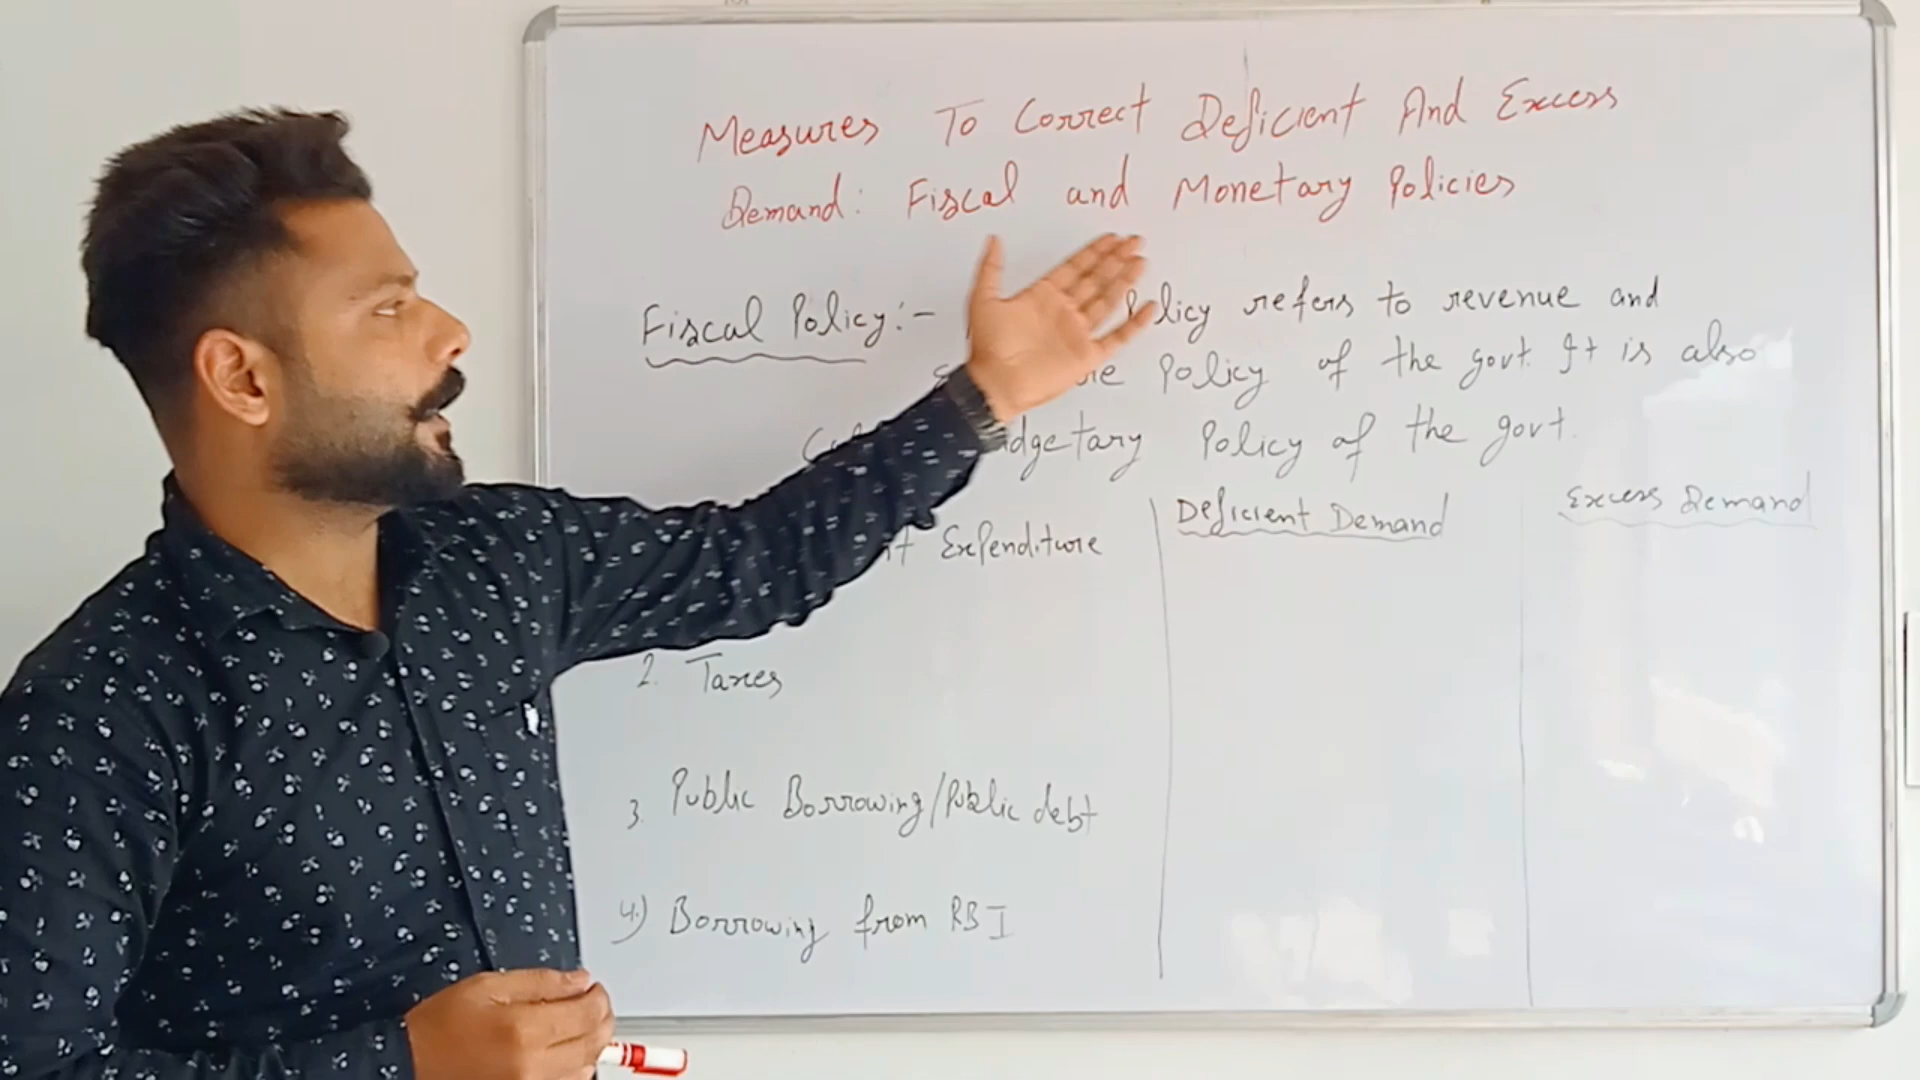 Measures To Correct Deficient And Excess
Demand: Fiscal and Monetary Policies
Fiscal Policy:- Policy refers to revenue and
Policy of the govt. It is also
Policy of the govt.
Deficient Demand
Excess Demand
Expenditure
2. Taxes
3. Public Borrowing/Public debt
4.) Borrowing from RBI